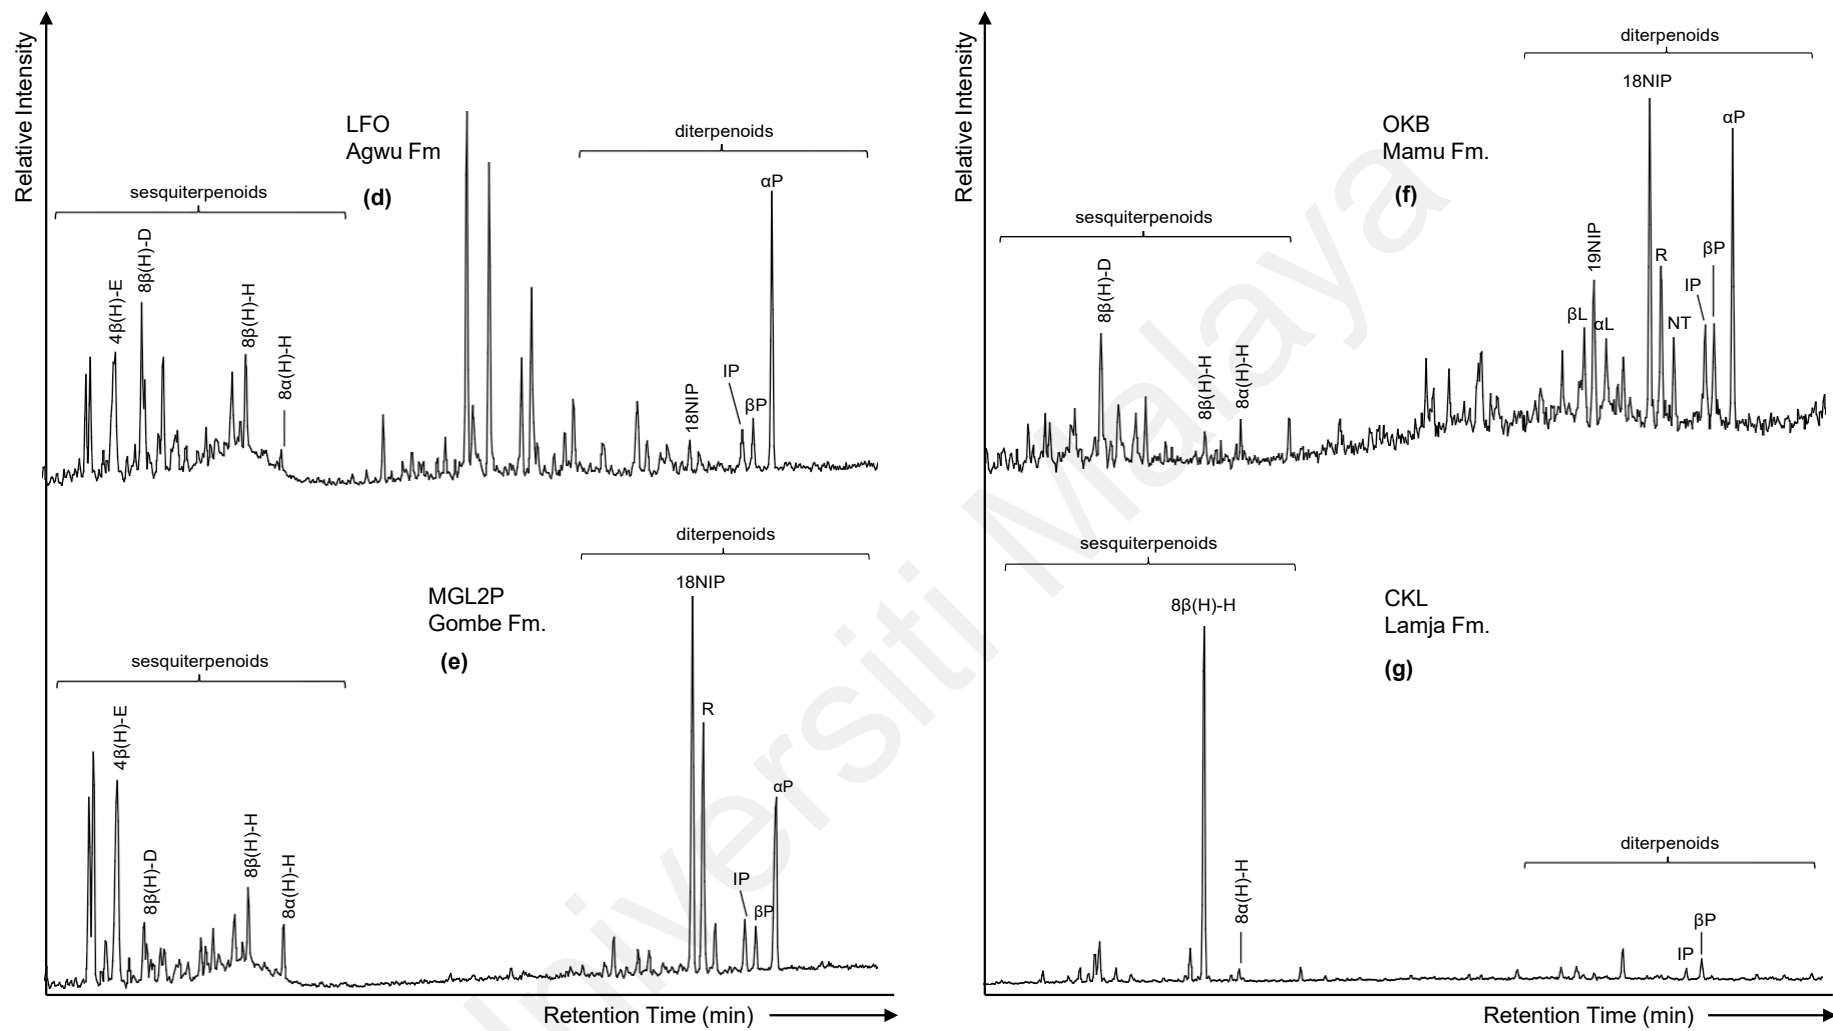 Relative Intensity
LFO
Agwu Fm
(d)
sesquiterpenoids
diterpenoids
4β(H)-E
8β(H)-D
8β(H)-H
8α(H)-H
18NIP
IP
βP
αP
MGL2P
Gombe Fm.
(e)
sesquiterpenoids
diterpenoids
4β(H)-E
8β(H)-D
8β(H)-H
8α(H)-H
18NIP
R
IP
βP
αP
Retention Time (min)
Relative Intensity
OKB
Mamu Fm.
(f)
sesquiterpenoids
diterpenoids
8β(H)-D
8β(H)-H
8α(H)-H
βL
19NIP
αL
18NIP
R
NT
IP
βP
αP
CKL
Lamja Fm.
(g)
sesquiterpenoids
diterpenoids
8β(H)-H
8α(H)-H
IP
βP
Retention Time (min)
niversiti Malaya